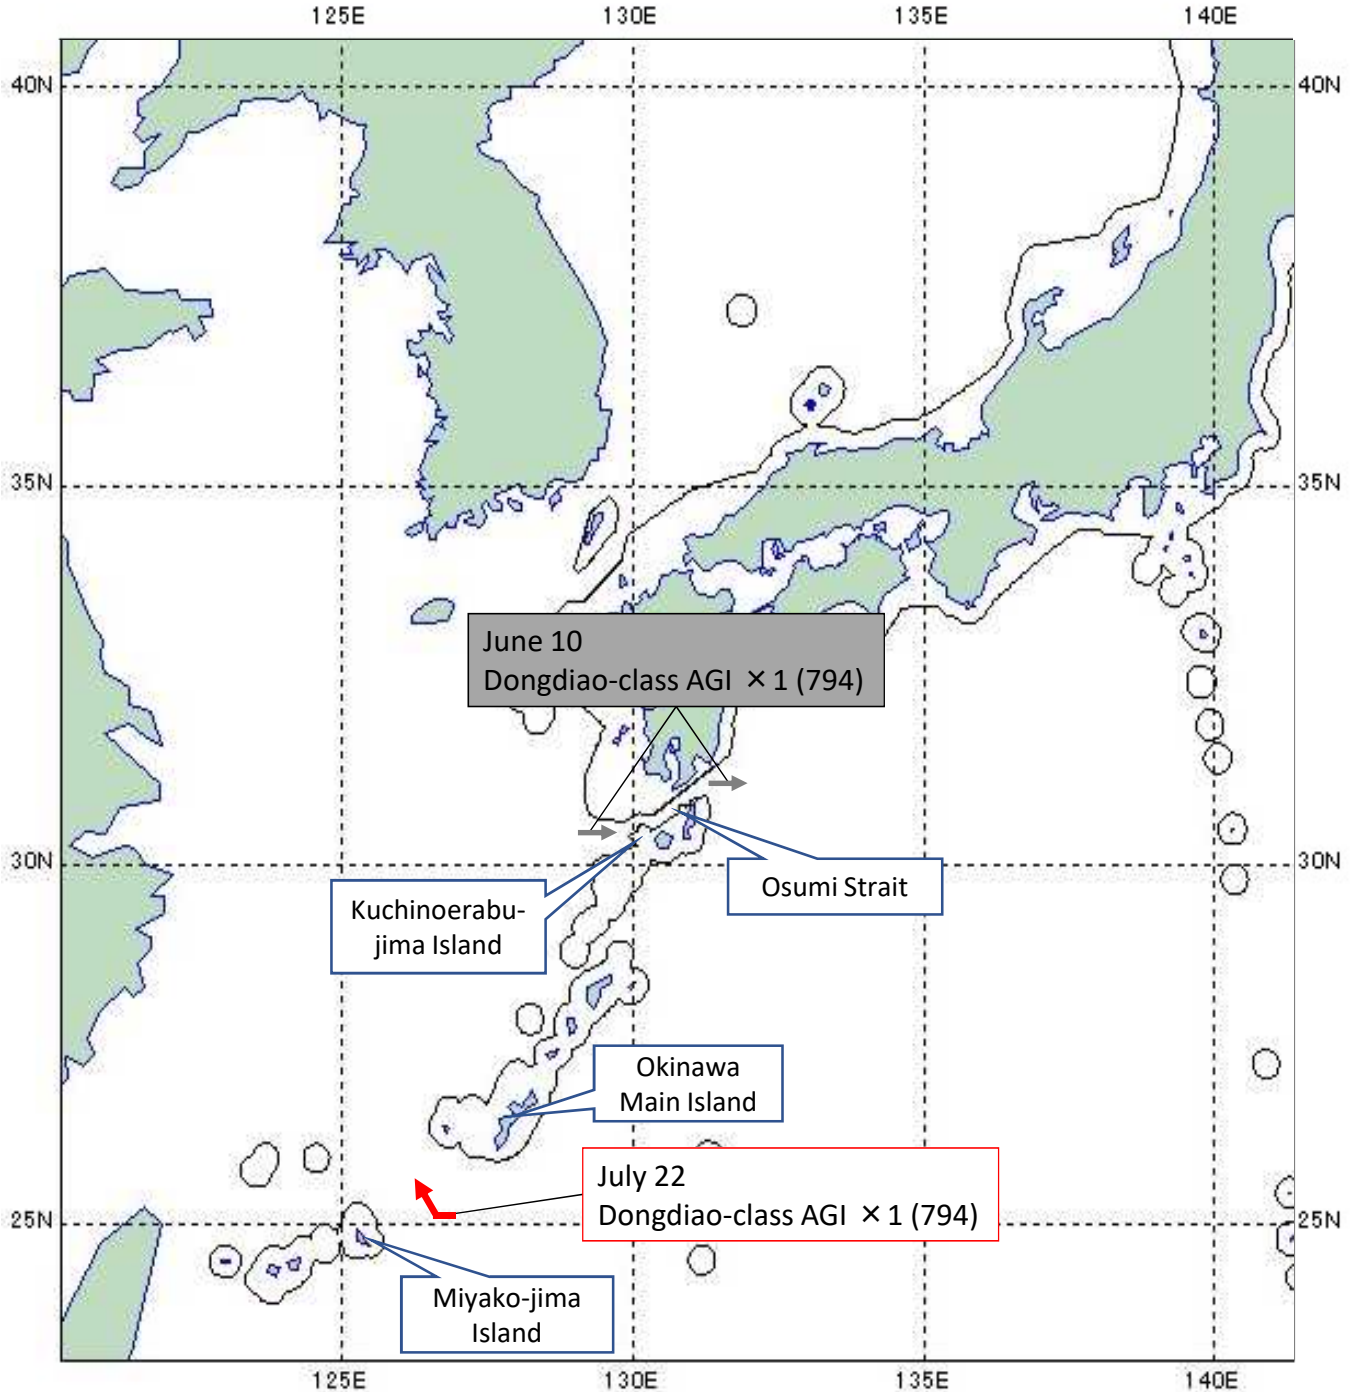 125E
130E
135E
140E
40N
40N
35N
35N
June 10
Dongdiao-class AGI ×1 (794)
30N
30N
Osumi Strait
Kuchinoerabu-
jima Island
Okinawa
Main Island
July 22
Dongdiao-class AGI ×1 (794)
25N
25N
Miyako-jima
Island
125E
130E
135E
140E